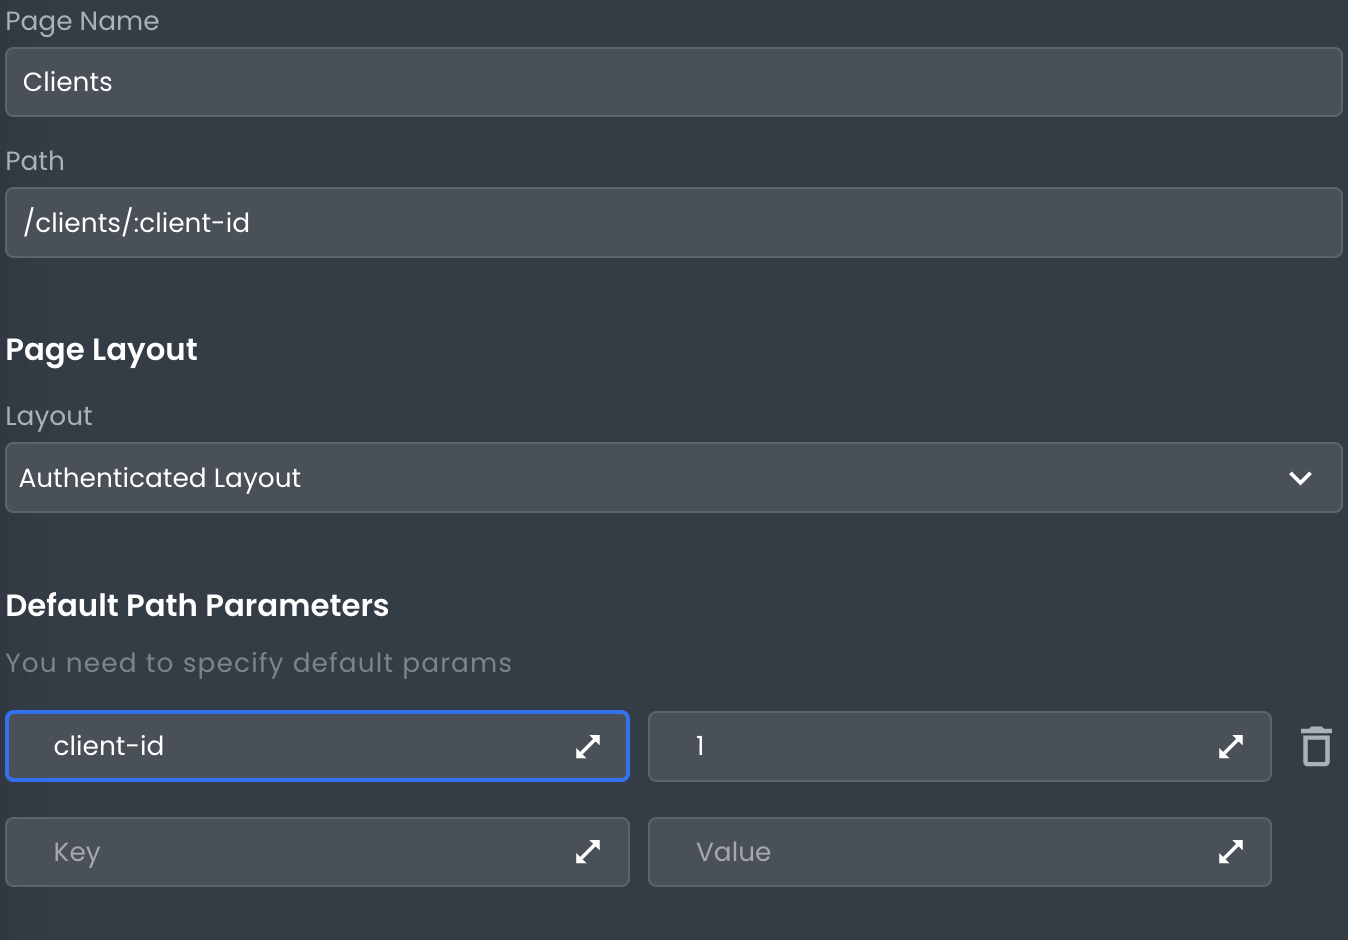 Page Name
Clients
Path
/clients/:client-id
Page Layout
Layout
Authenticated Layout
Default Path Parameters
You need to specify default params
client-id 1
Key Value